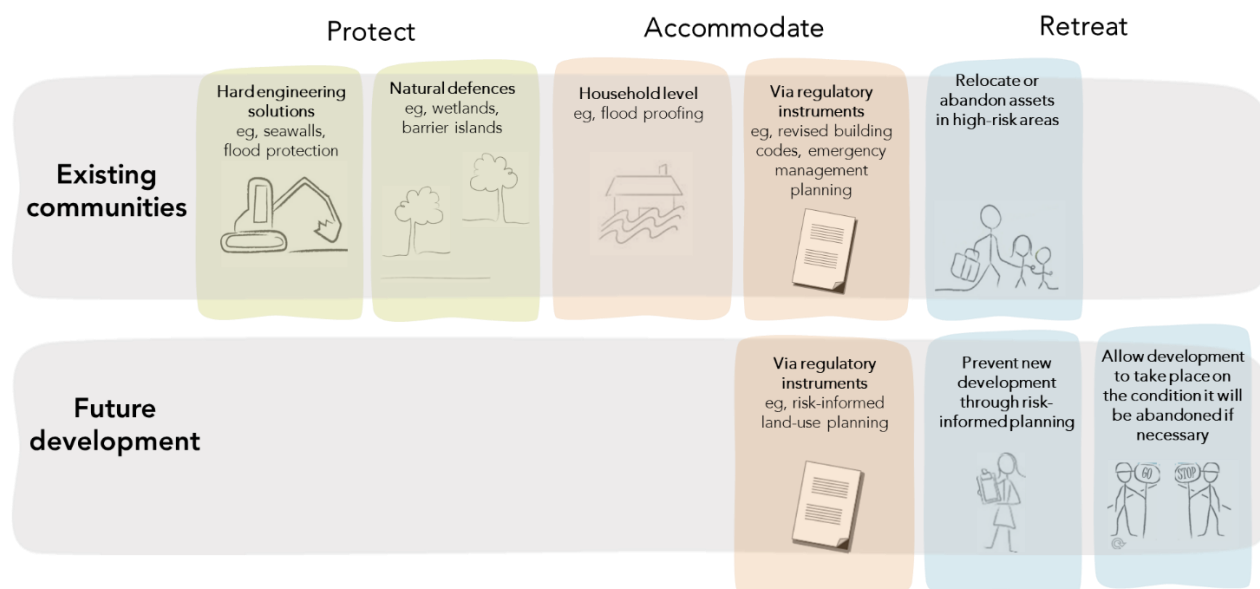 Protect
Accommodate
Retreat
Existing
communities
Hard engineering
solutions
eg, seawalls,
flood protection
Natural defences
eg, wetlands,
barrier islands
Household level
eg, flood proofing
Via regulatory
instruments
eg, revised building
codes, emergency
management
planning
Relocate or
abandon assets
in high-risk areas
Future
development
Via regulatory
instruments
eg, risk-informed
land-use planning
Prevent new
development
through risk-
informed planning
Allow development
to take place on
the condition it will
be abandoned if
necessary
GO
STOP